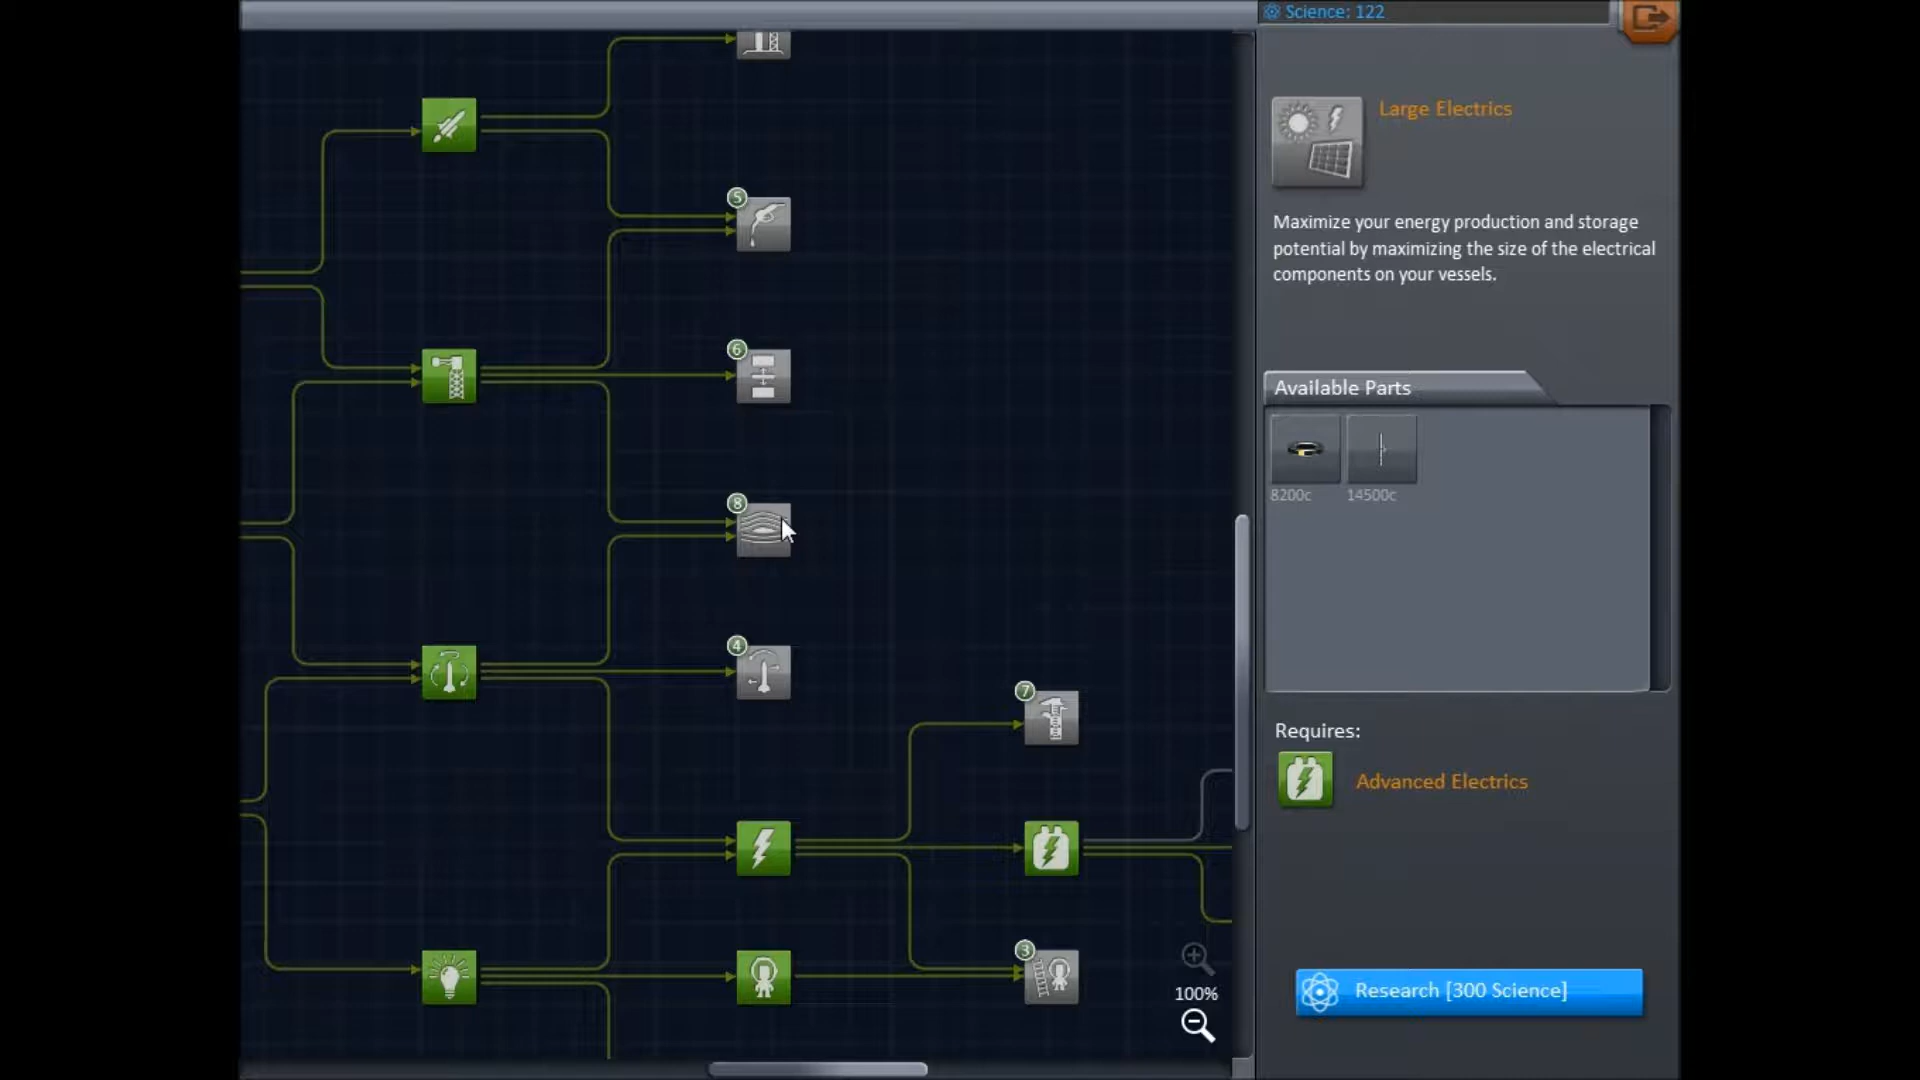 Science: 122
Large Electrics
Maximize your energy production and storage
potential by maximizing the size of the electrical
components on your vessels.
Available Parts
8200c 14500c
Requires:
Advanced Electrics
Research [300 Science]
5
6
8
4
7
3
100%